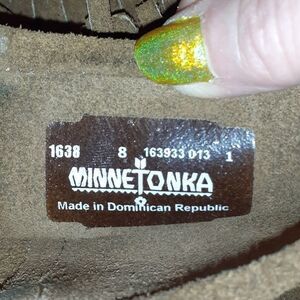 1638 8 163933 013 1
MINNETONKA
Made in Dominican Republic